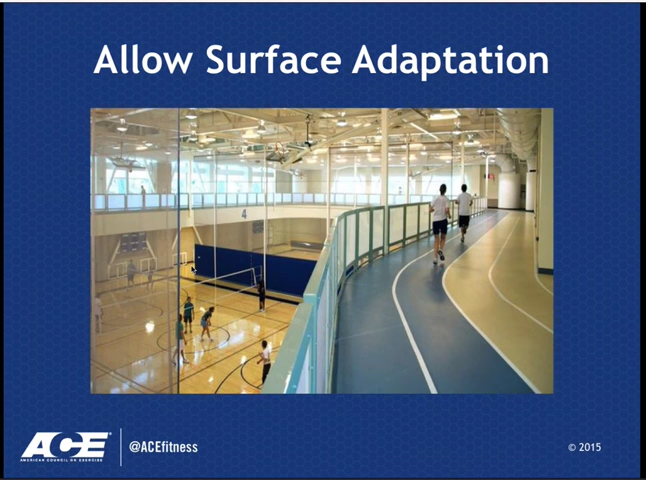 Allow Surface Adaptation
4
ACE
AMERICAN COUNCIL ON EXERCISE
@ACEfitness
© 2015